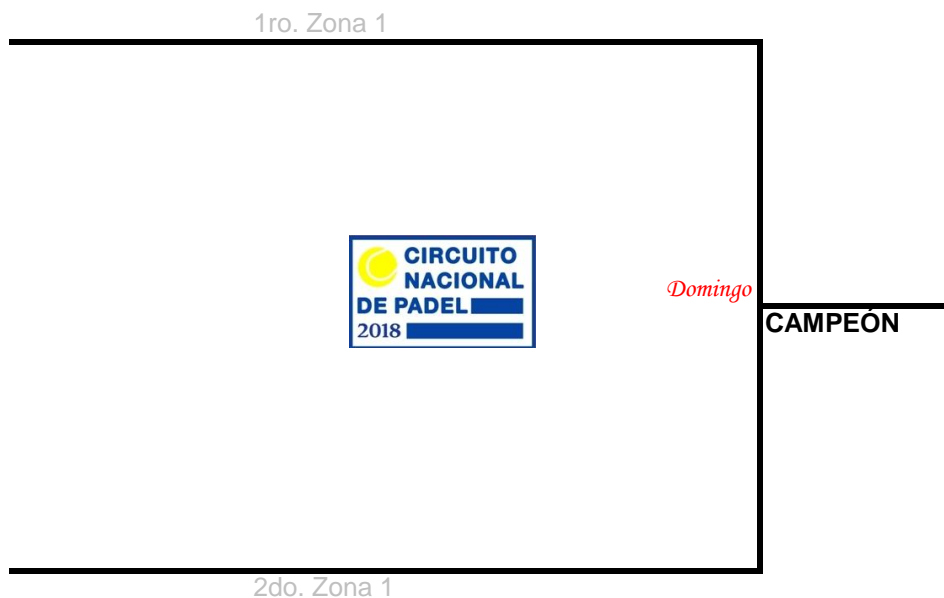 1ro. Zona 1
CIRCUITO
NACIONAL
DE PADEL
2018
Domingo
CAMPEÓN
2do. Zona 1